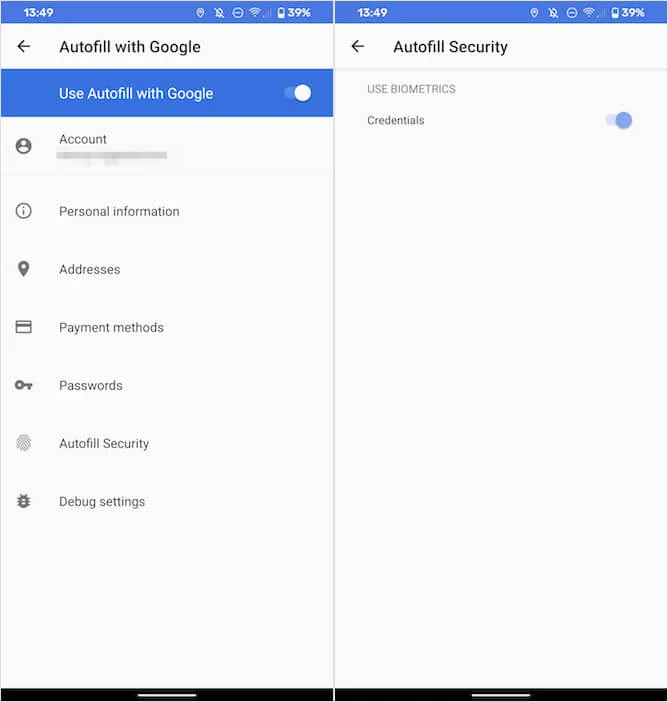 13:49
39%
Autofill with Google
Use Autofill with Google
Account
Personal information
Addresses
Payment methods
Passwords
Autofill Security
Debug settings
13:49
39%
Autofill Security
USE BIOMETRICS
Credentials